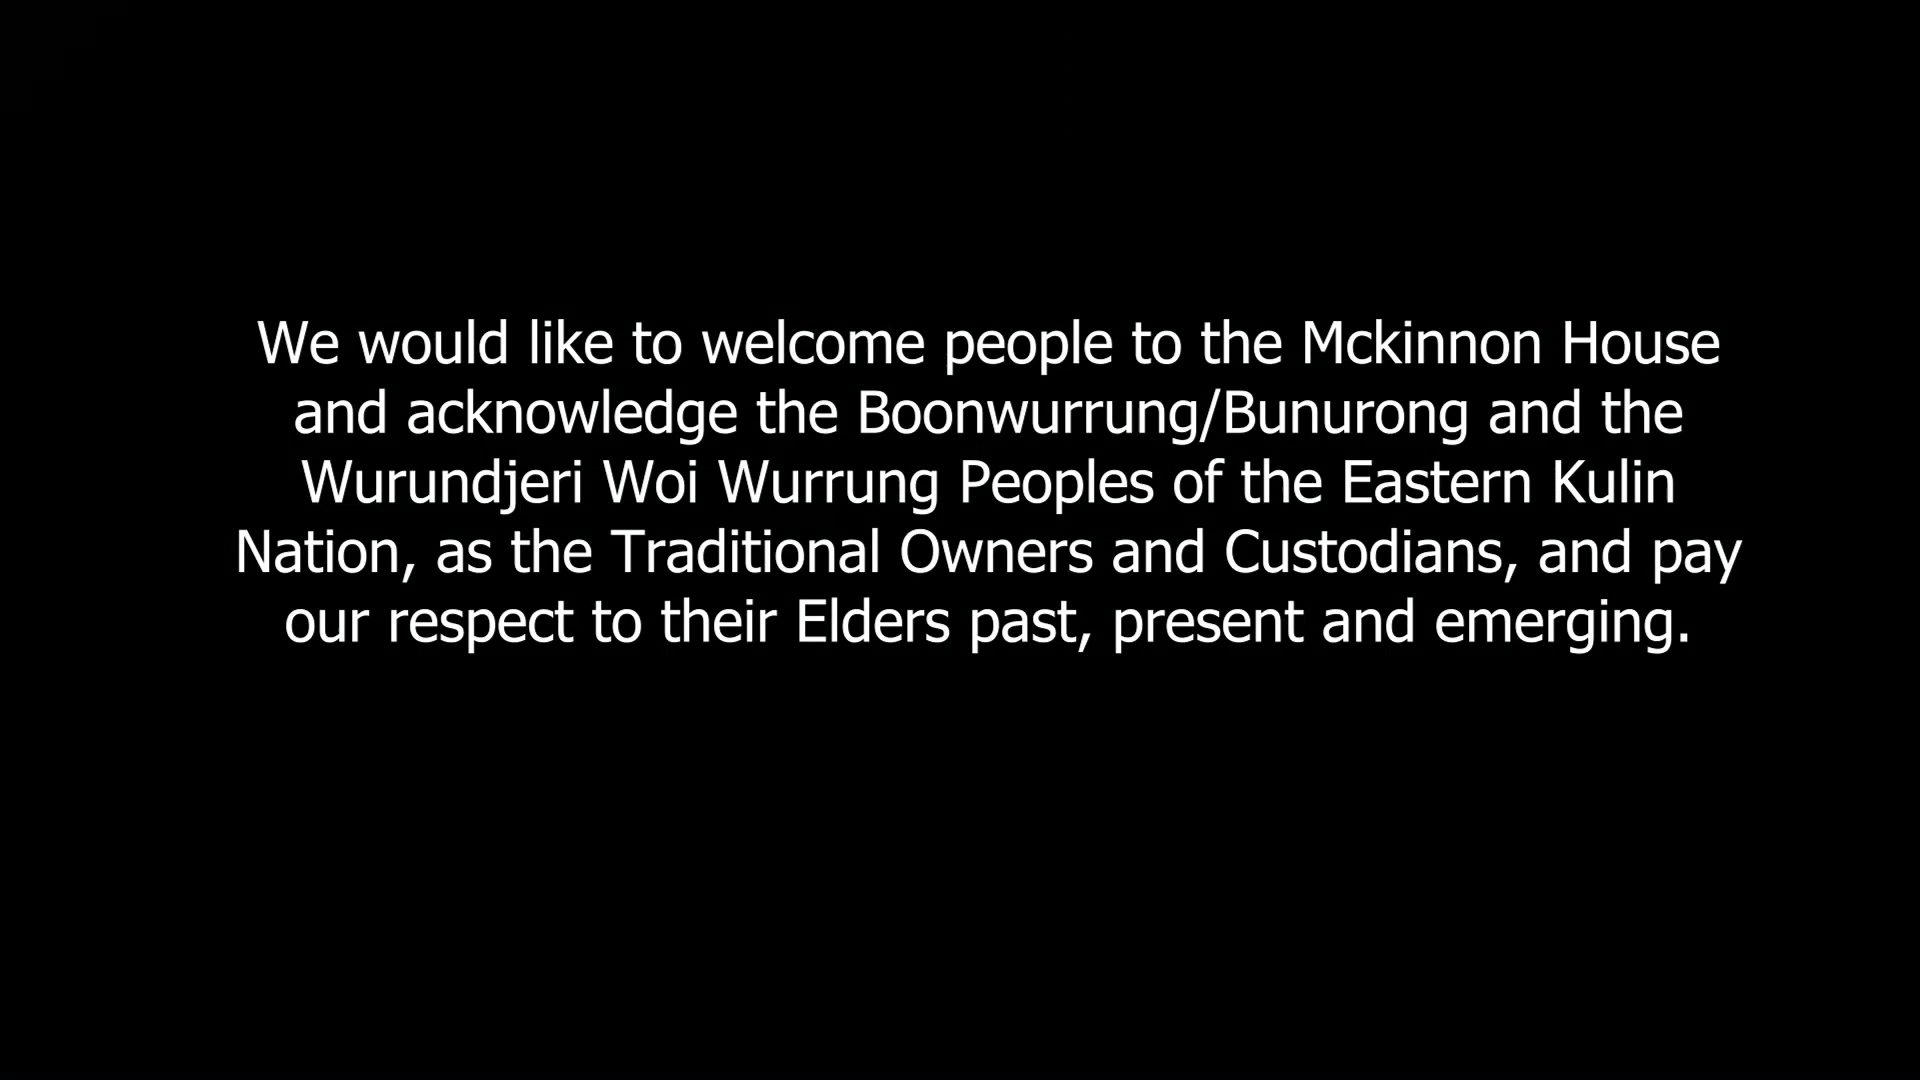 We would like to welcome people to the Mckinnon House
and acknowledge the Boonwurrung/Bunurong and the
Wurundjeri Woi Wurrung Peoples of the Eastern Kulin
Nation, as the Traditional Owners and Custodians, and pay
our respect to their Elders past, present and emerging.